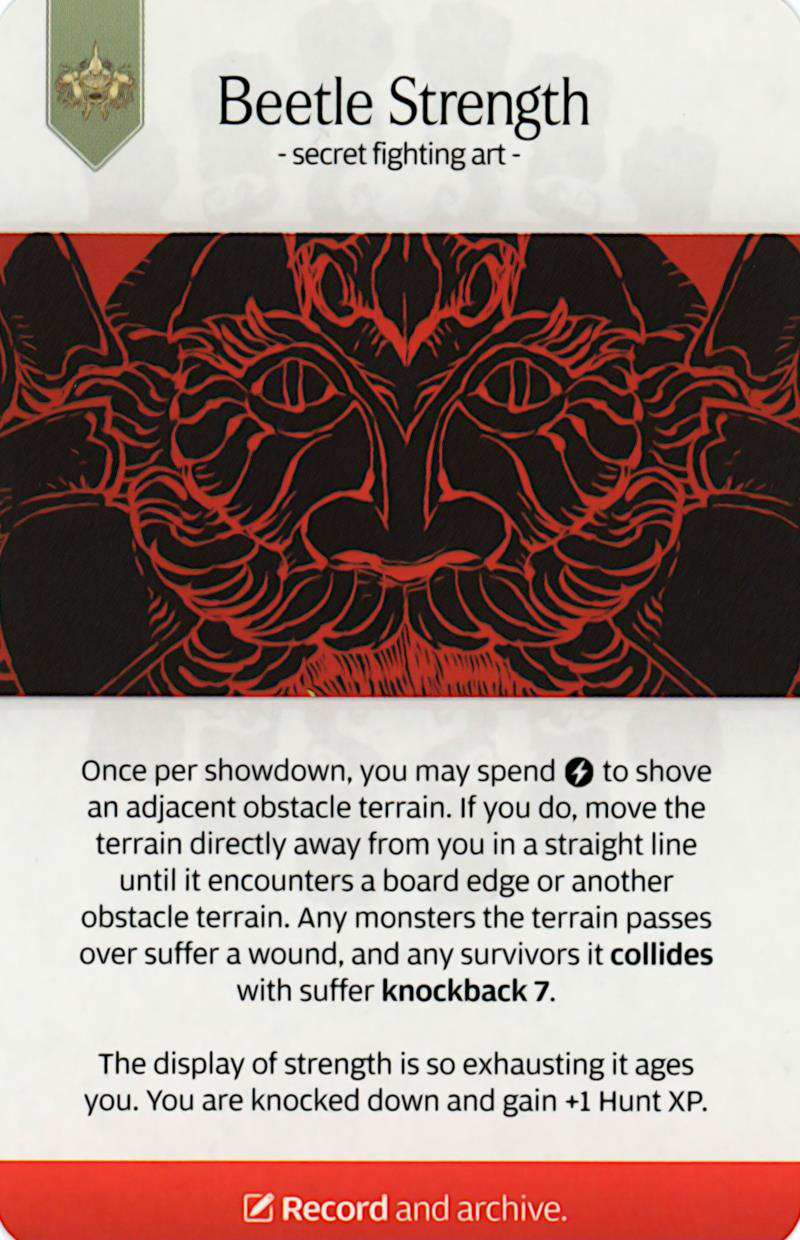 Beetle Strength
- secret fighting art -
Once per showdown, you may spend to shove
an adjacent obstacle terrain. If you do, move the
terrain directly away from you in a straight line
until it encounters a board edge or another
obstacle terrain. Any monsters the terrain passes
over suffer a wound, and any survivors it collides
with suffer knockback 7.
The display of strength is so exhausting it ages
you. You are knocked down and gain +1 Hunt XP.
Record and archive.